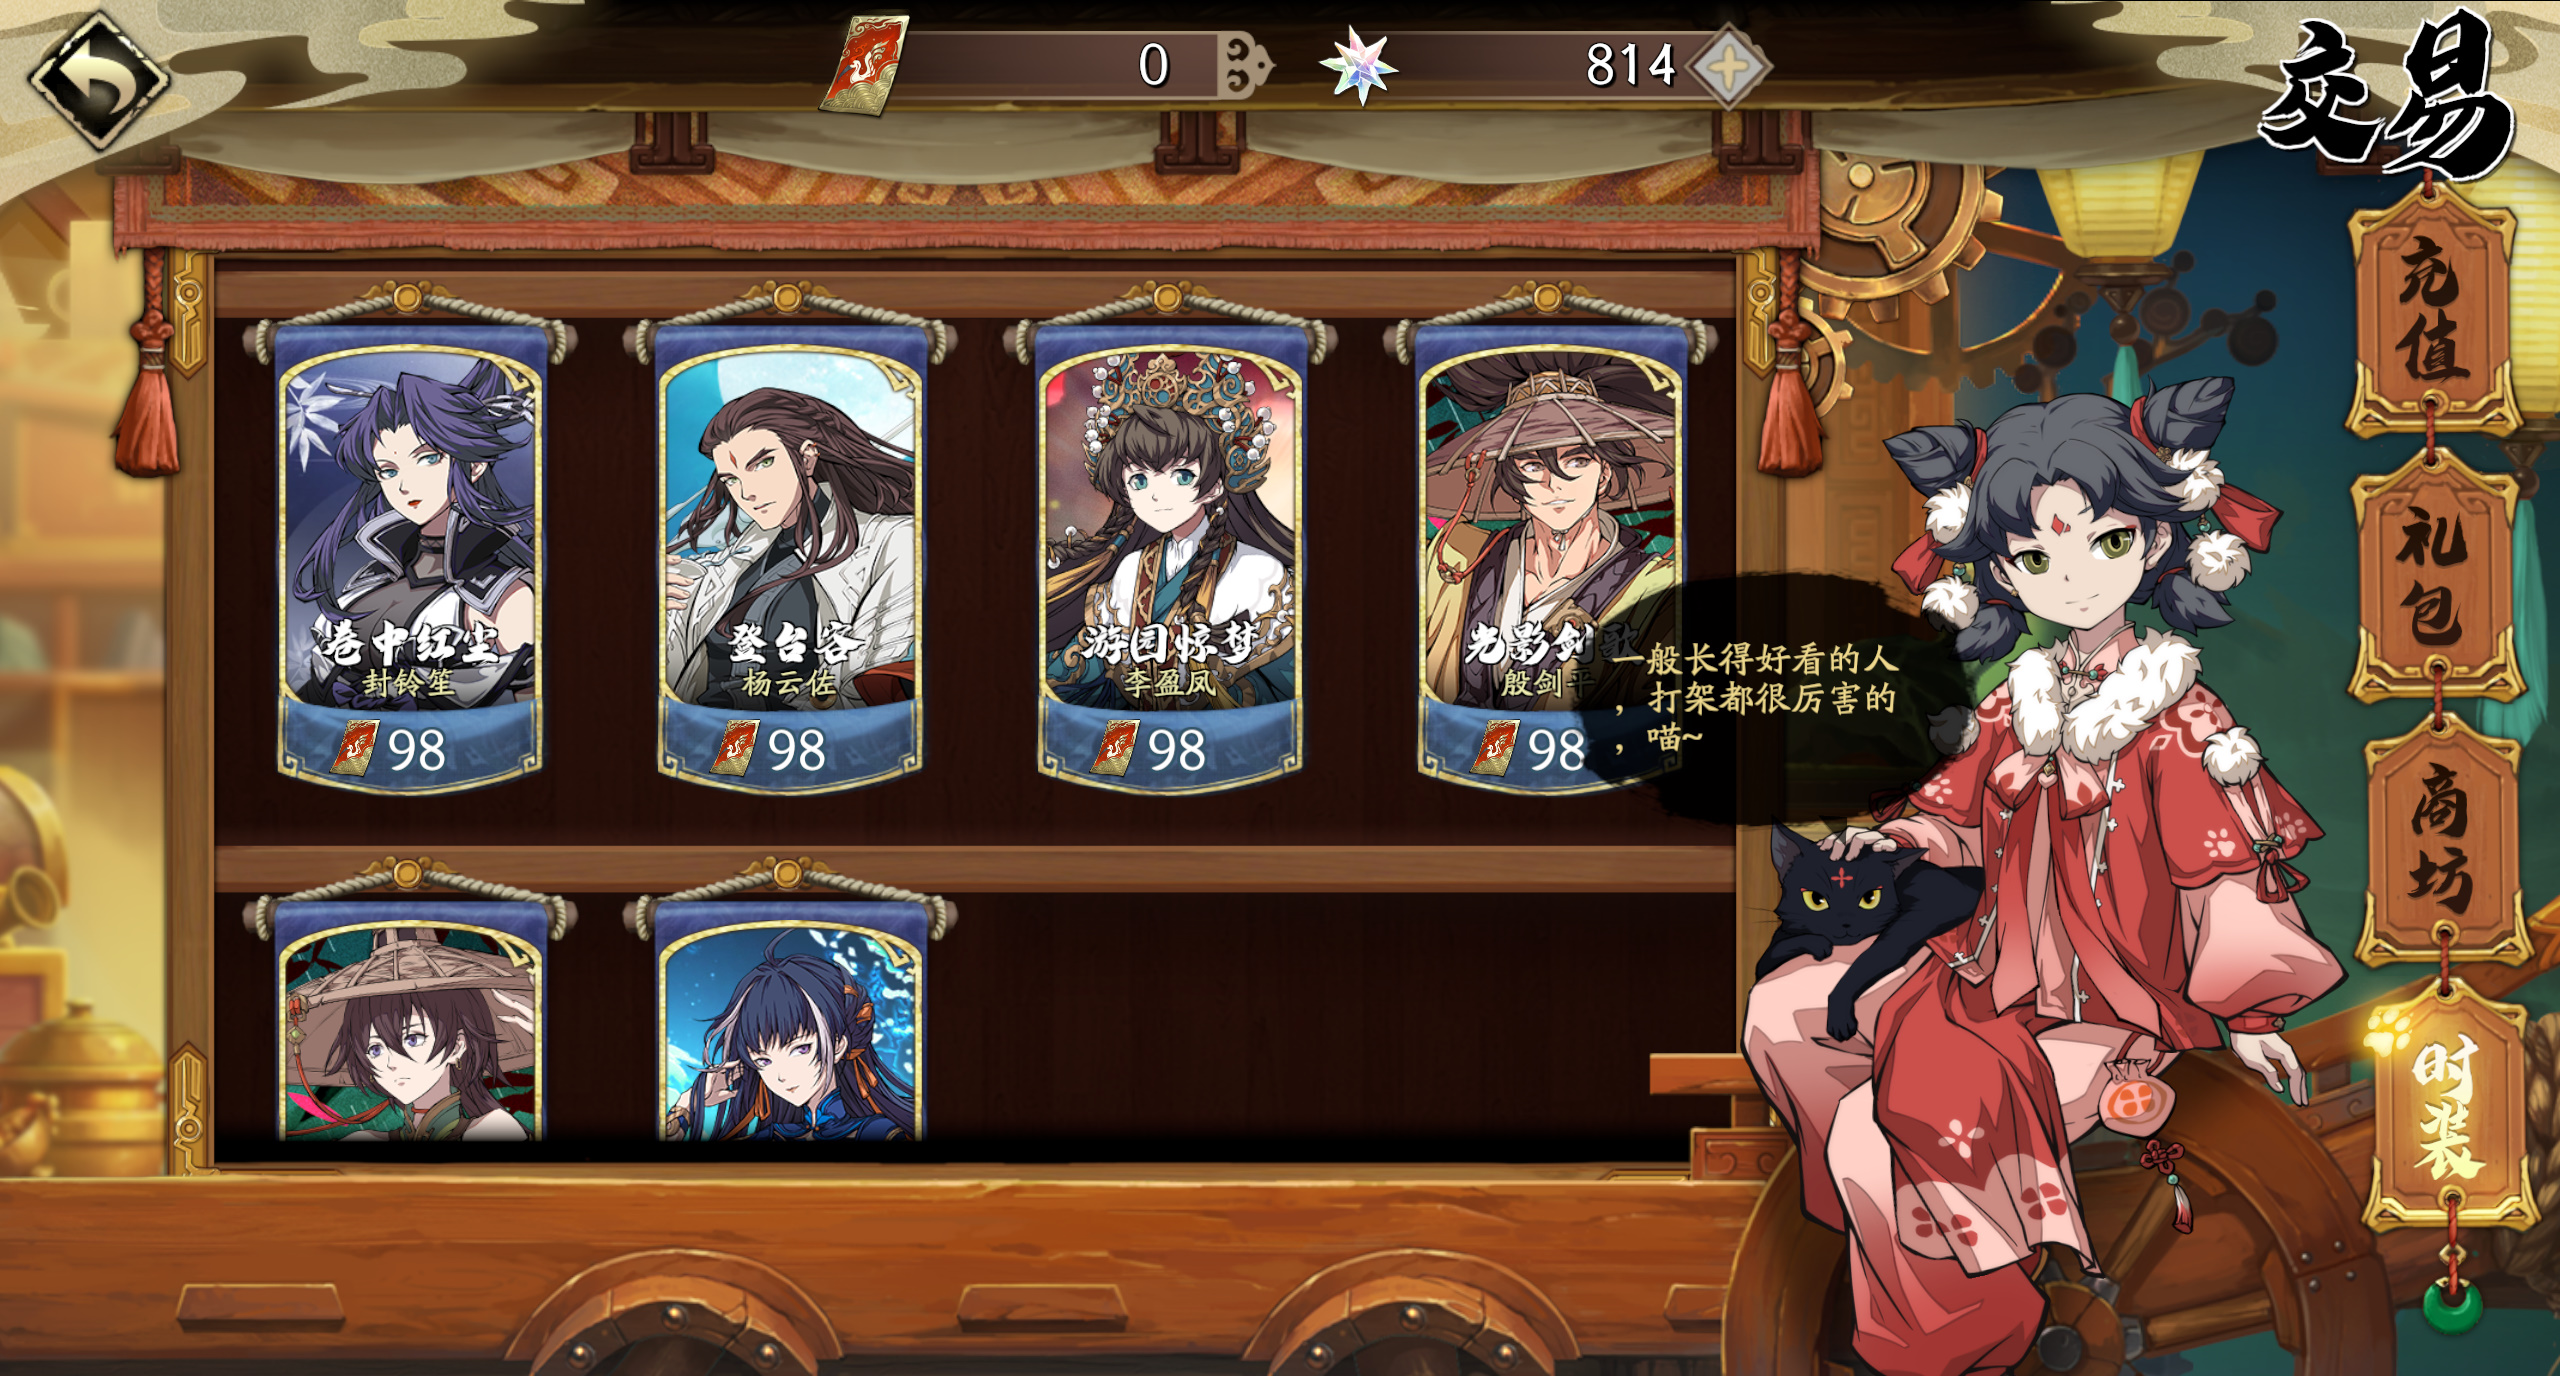 0
814
交易
充值
礼包
商坊
时装
卷中红尘
封铃笙
98
登台客
杨云佐
98
游园惊梦
李盈凤
98
光影剑歌
殷剑平
98
一般长得好看的人
，打架都很厉害的
，喵~